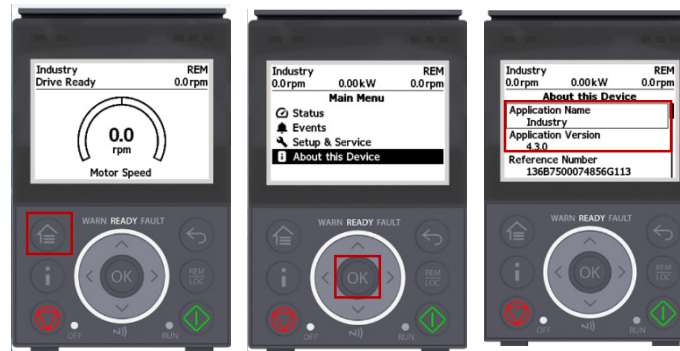 Industry REM
Drive Ready 0.0 rpm
0.0
rpm
Motor Speed
WARN READY FAULT
OK
REM
LOC
OFF
RUN
Industry REM
0.0 rpm 0.00 kW 0.0 rpm
Main Menu
Status
Events
Setup & Service
About this Device
WARN READY FAULT
OK
REM
LOC
OFF
RUN
Industry REM
0.0 rpm 0.00 kW 0.0 rpm
About this Device
Application Name
Industry
Application Version
4.3.0
Reference Number
136B7500074856G113
WARN READY FAULT
OK
REM
LOC
OFF
RUN